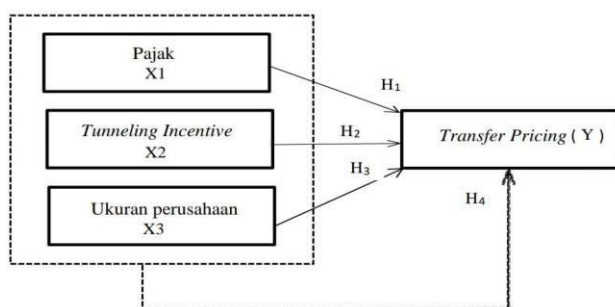 Pajak
X1
H₁
Tunneling Incentive
X2
H₂
Transfer Pricing ( Y )
H₃
Ukuran perusahaan
X3
H₄